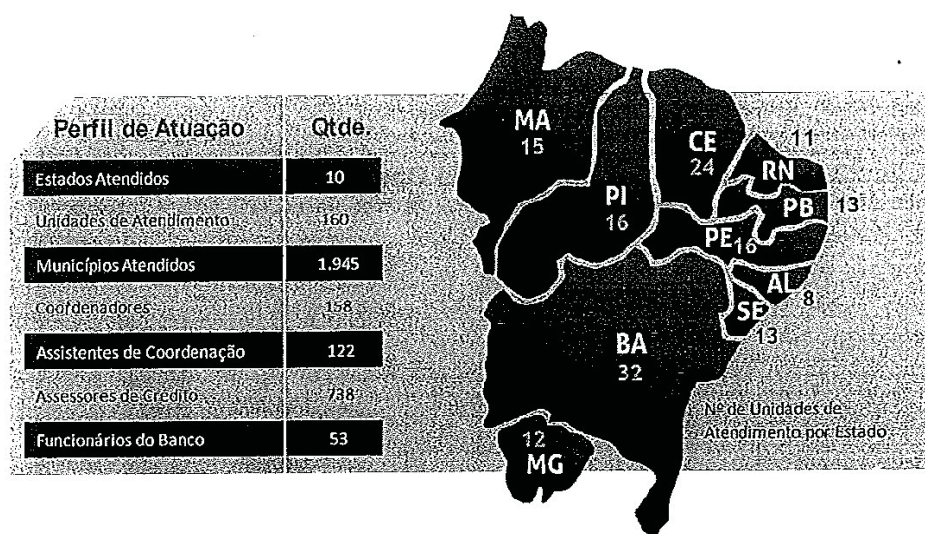 Perfil de Atuação Qtde.
Estados Atendidos 10
Unidades de Atendimento 160
Municípios Atendidos 1.945
Coordenadores 158
Assistentes de Coordenação 122
Assessores de Crédito 738
Funcionários do Banco 53
MA
15
PI
16
CE
24
11
RN
PB 13
PE 16
AL
8
SE
13
BA
32
12
MG
Nº de Unidades de
Atendimento por Estado